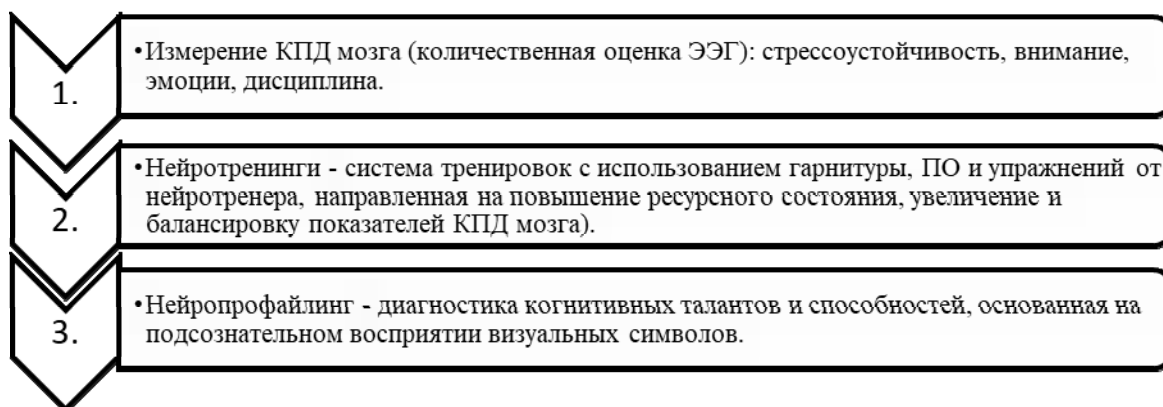 1.
•Измерение КПД мозга (количественная оценка ЭЭГ): стрессоустойчивость, внимание,
эмоции, дисциплина.
2.
•Нейротренинги - система тренировок с использованием гарнитуры, ПО и упражнений от
нейротренера, направленная на повышение ресурсного состояния, увеличение и
балансировку показателей КПД мозга).
3.
•Нейропрофайлинг - диагностика когнитивных талантов и способностей, основанная на
подсознательном восприятии визуальных символов.